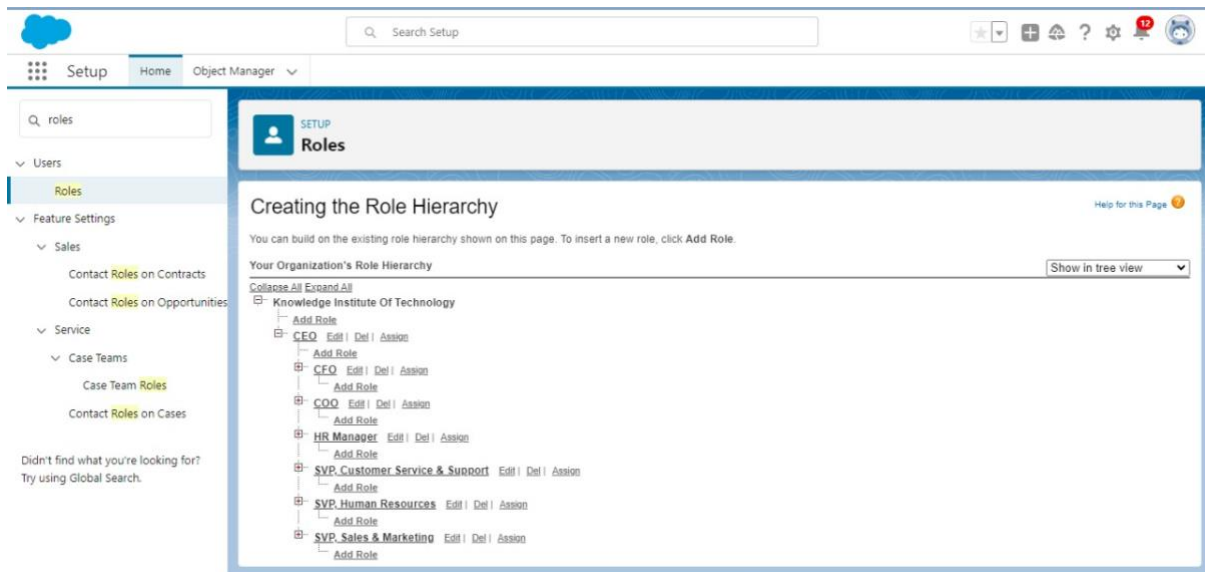 Search Setup
12
Setup Home Object Manager
roles
Users
Roles
Feature Settings
Sales
Contact Roles on Contracts
Contact Roles on Opportunities
Service
Case Teams
Case Team Roles
Contact Roles on Cases
Didn't find what you're looking for?
Try using Global Search.
SETUP
Roles
Creating the Role Hierarchy
Help for this Page ?
You can build on the existing role hierarchy shown on this page. To insert a new role, click Add Role.
Your Organization's Role Hierarchy
Show in tree view
Collapse All Expand All
Knowledge Institute Of Technology
Add Role
CEO Edit | Del | Assign
Add Role
CFO Edit | Del | Assign
Add Role
COO Edit | Del | Assign
Add Role
HR Manager Edit | Del | Assign
Add Role
SVP, Customer Service & Support Edit | Del | Assign
Add Role
SVP, Human Resources Edit | Del | Assign
Add Role
SVP, Sales & Marketing Edit | Del | Assign
Add Role